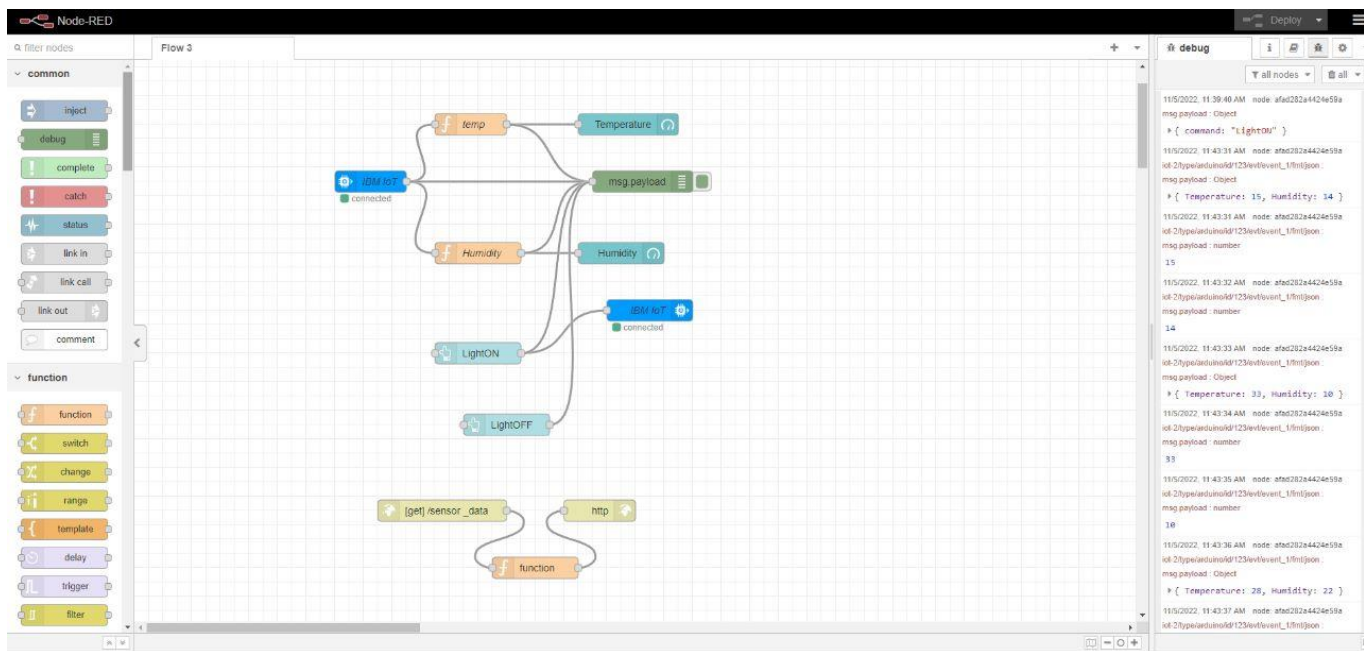 Node-RED
Deploy
filter nodes
Flow 3
debug
i
all nodes
all
common
inject
debug
complete
catch
status
link in
link call
link out
comment
function
function
switch
change
range
template
delay
trigger
filter
temp
Temperature
IBM IoT
connected
msg.payload
Humidity
Humidity
IBM IoT
connected
LightON
LightOFF
[get] /sensor _data
http
function
11/5/2022, 11:39:40 AM node: afad282a4424e59a
msg.payload : Object
{ command: "LightON" }
11/5/2022, 11:43:31 AM node: afad282a4424e59a
iot-2/type/arduino/id/123/evt/event_1/fmt/json :
msg.payload : Object
{ Temperature: 15, Humidity: 14 }
11/5/2022, 11:43:31 AM node: afad282a4424e59a
iot-2/type/arduino/id/123/evt/event_1/fmt/json :
msg.payload : number
15
11/5/2022, 11:43:32 AM node: afad282a4424e59a
iot-2/type/arduino/id/123/evt/event_1/fmt/json :
msg.payload : number
14
11/5/2022, 11:43:33 AM node: afad282a4424e59a
iot-2/type/arduino/id/123/evt/event_1/fmt/json :
msg.payload : Object
{ Temperature: 33, Humidity: 10 }
11/5/2022, 11:43:34 AM node: afad282a4424e59a
iot-2/type/arduino/id/123/evt/event_1/fmt/json :
msg.payload : number
33
11/5/2022, 11:43:35 AM node: afad282a4424e59a
iot-2/type/arduino/id/123/evt/event_1/fmt/json :
msg.payload : number
10
11/5/2022, 11:43:36 AM node: afad282a4424e59a
iot-2/type/arduino/id/123/evt/event_1/fmt/json :
msg.payload : Object
{ Temperature: 28, Humidity: 22 }
11/5/2022, 11:43:37 AM node: afad282a4424e59a
iot-2/type/arduino/id/123/evt/event_1/fmt/json :